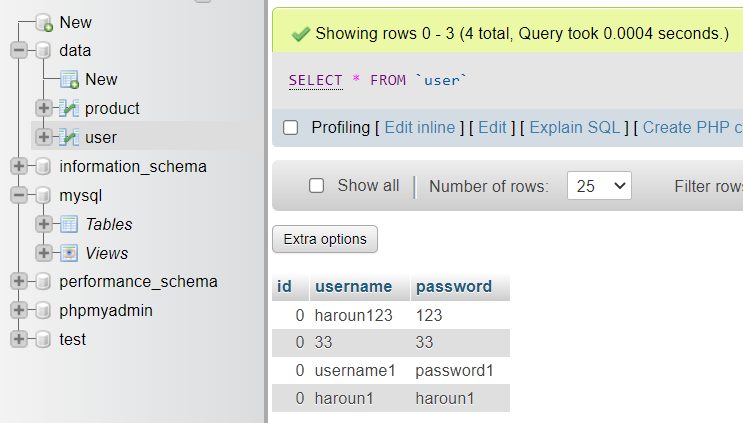 New
data
New
product
user
information_schema
mysql
Tables
Views
performance_schema
phpmyadmin
test
Showing rows 0 - 3 (4 total, Query took 0.0004 seconds.)
SELECT * FROM `user`
Profiling [ Edit inline ] [ Edit ] [ Explain SQL ] [ Create PHP c
Show all Number of rows: 25 Filter rows
Extra options
id username password
0 haroun123 123
0 33 33
0 username1 password1
0 haroun1 haroun1